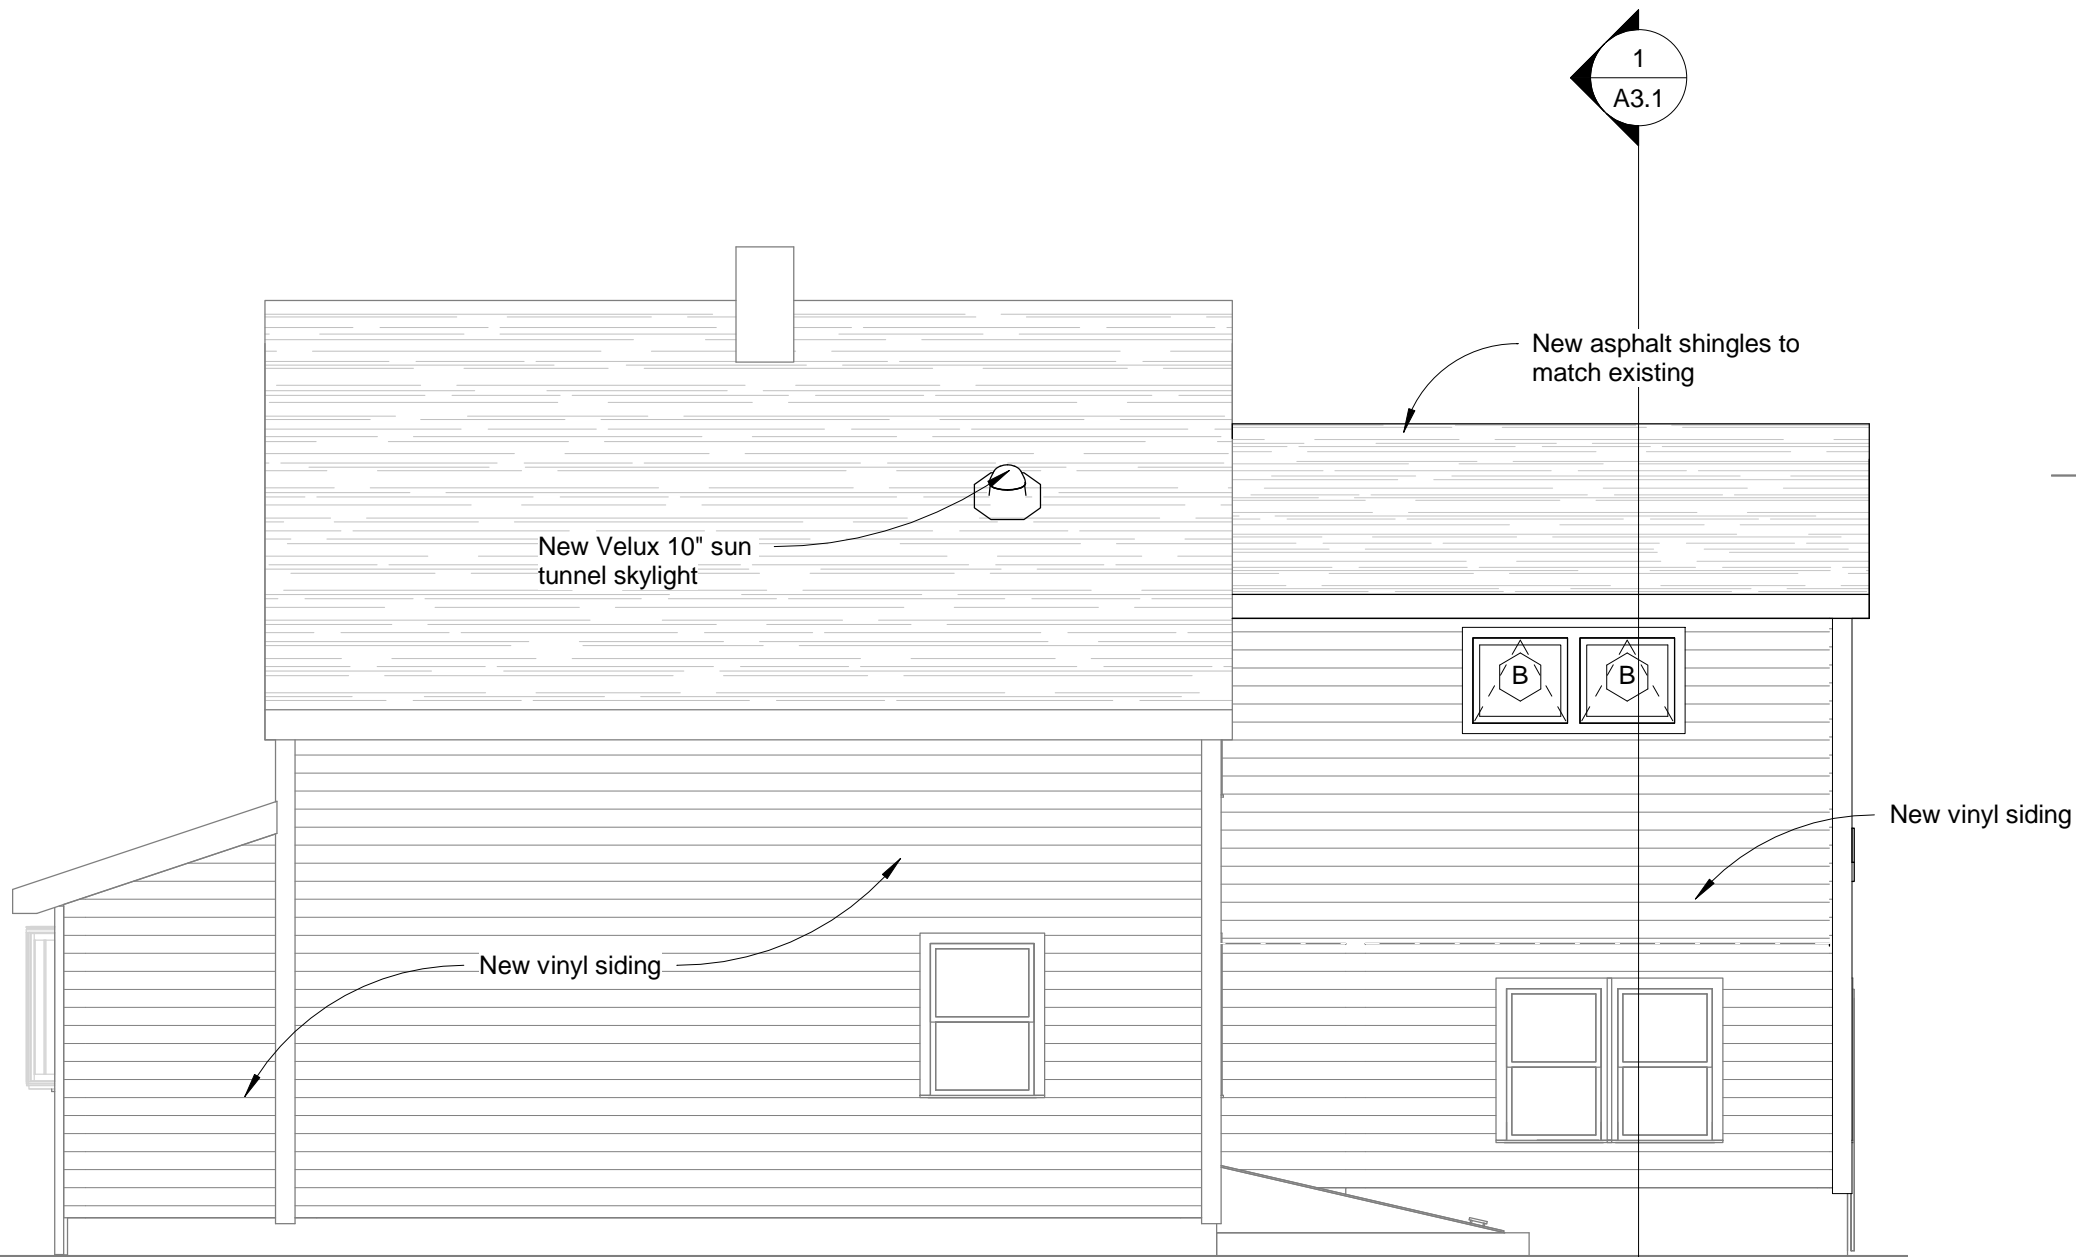 1
A3.1
New asphalt shingles to
match existing
New Velux 10" sun
tunnel skylight
B
B
New vinyl siding
New vinyl siding